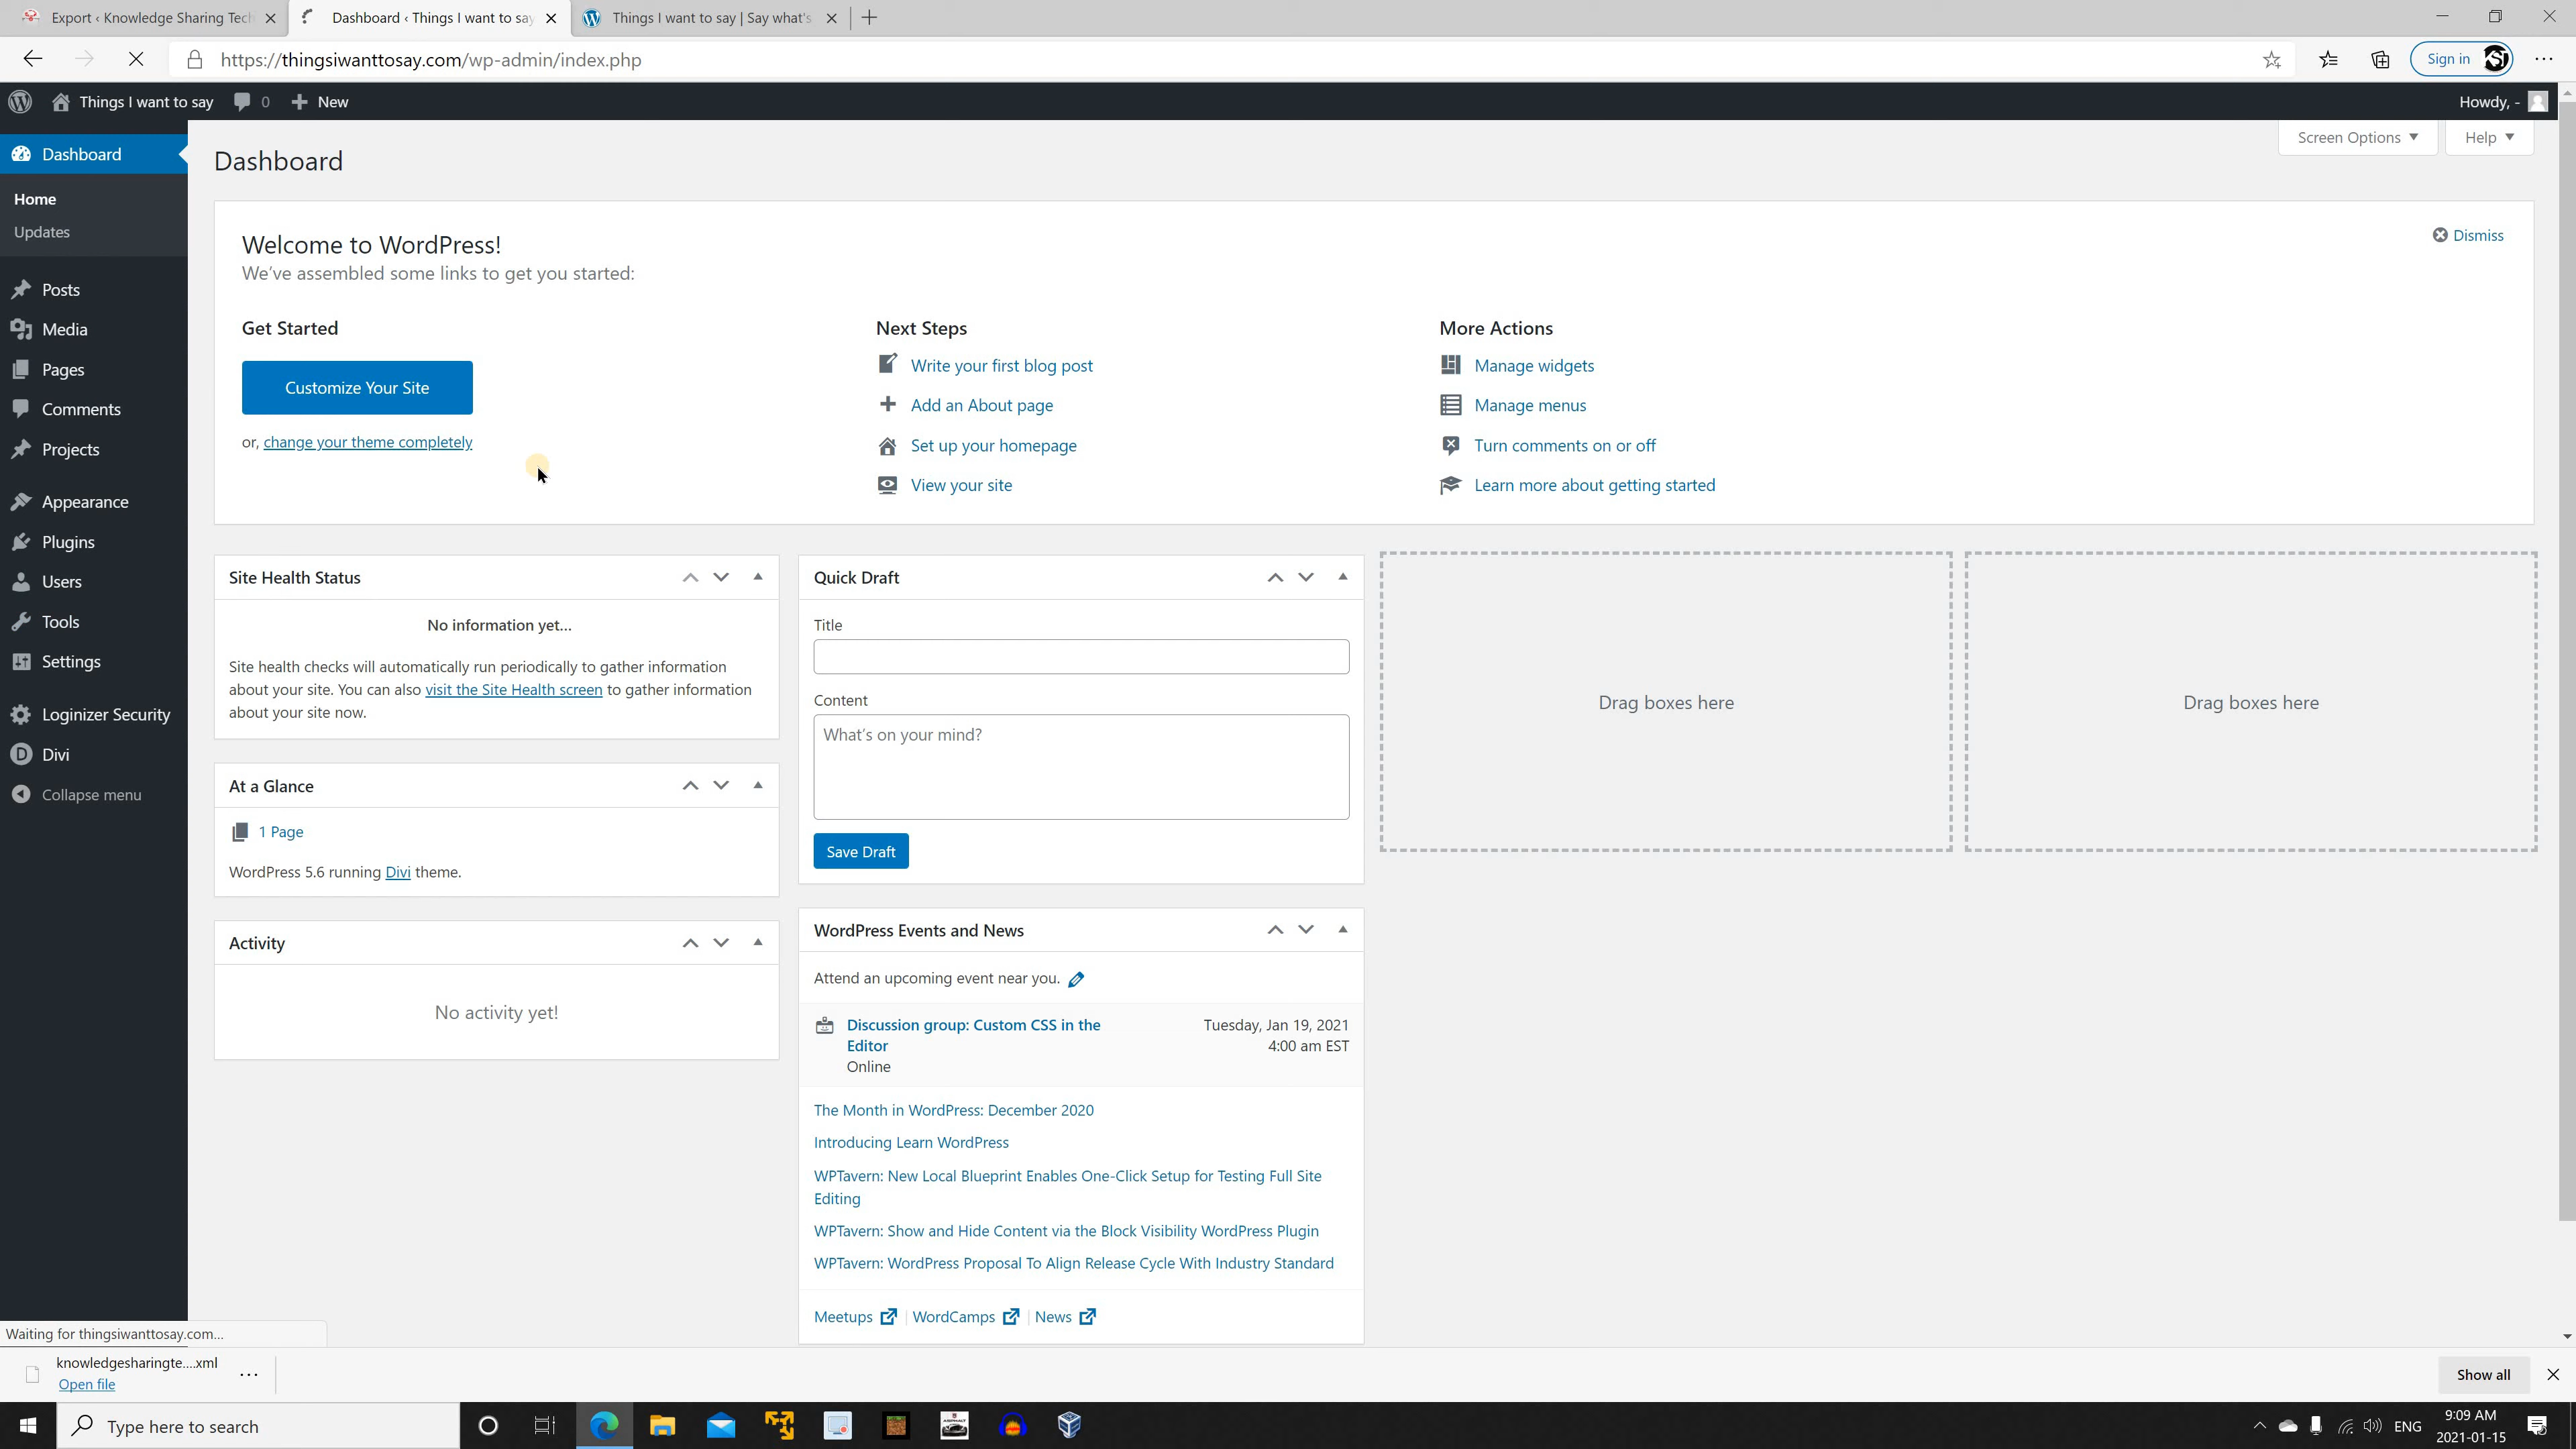 Export ‹ Knowledge Sharing Tech
Dashboard ‹ Things I want to say
Things I want to say | Say what's
https://thingsiwanttosay.com/wp-admin/index.php
Sign in
Things I want to say
0
New
Howdy, -
Dashboard
Home
Updates
Posts
Media
Pages
Comments
Projects
Appearance
Plugins
Users
Tools
Settings
Loginizer Security
Divi
Collapse menu
Dashboard
Screen Options
Help
Welcome to WordPress!
We've assembled some links to get you started:
Dismiss
Get Started
Customize Your Site
or, change your theme completely
Next Steps
Write your first blog post
Add an About page
Set up your homepage
View your site
More Actions
Manage widgets
Manage menus
Turn comments on or off
Learn more about getting started
Site Health Status
No information yet...
Site health checks will automatically run periodically to gather information
about your site. You can also visit the Site Health screen to gather information
about your site now.
At a Glance
1 Page
WordPress 5.6 running Divi theme.
Activity
No activity yet!
Quick Draft
Title
Content
What's on your mind?
Save Draft
WordPress Events and News
Attend an upcoming event near you.
Discussion group: Custom CSS in the
Editor
Online
Tuesday, Jan 19, 2021
4:00 am EST
The Month in WordPress: December 2020
Introducing Learn WordPress
WPTavern: New Local Blueprint Enables One-Click Setup for Testing Full Site
Editing
WPTavern: Show and Hide Content via the Block Visibility WordPress Plugin
WPTavern: WordPress Proposal To Align Release Cycle With Industry Standard
Meetups | WordCamps | News
Drag boxes here
Drag boxes here
Waiting for thingsiwanttosay.com...
knowledgesharingte....xml
Open file
Show all
Type here to search
ENG
9:09 AM
2021-01-15